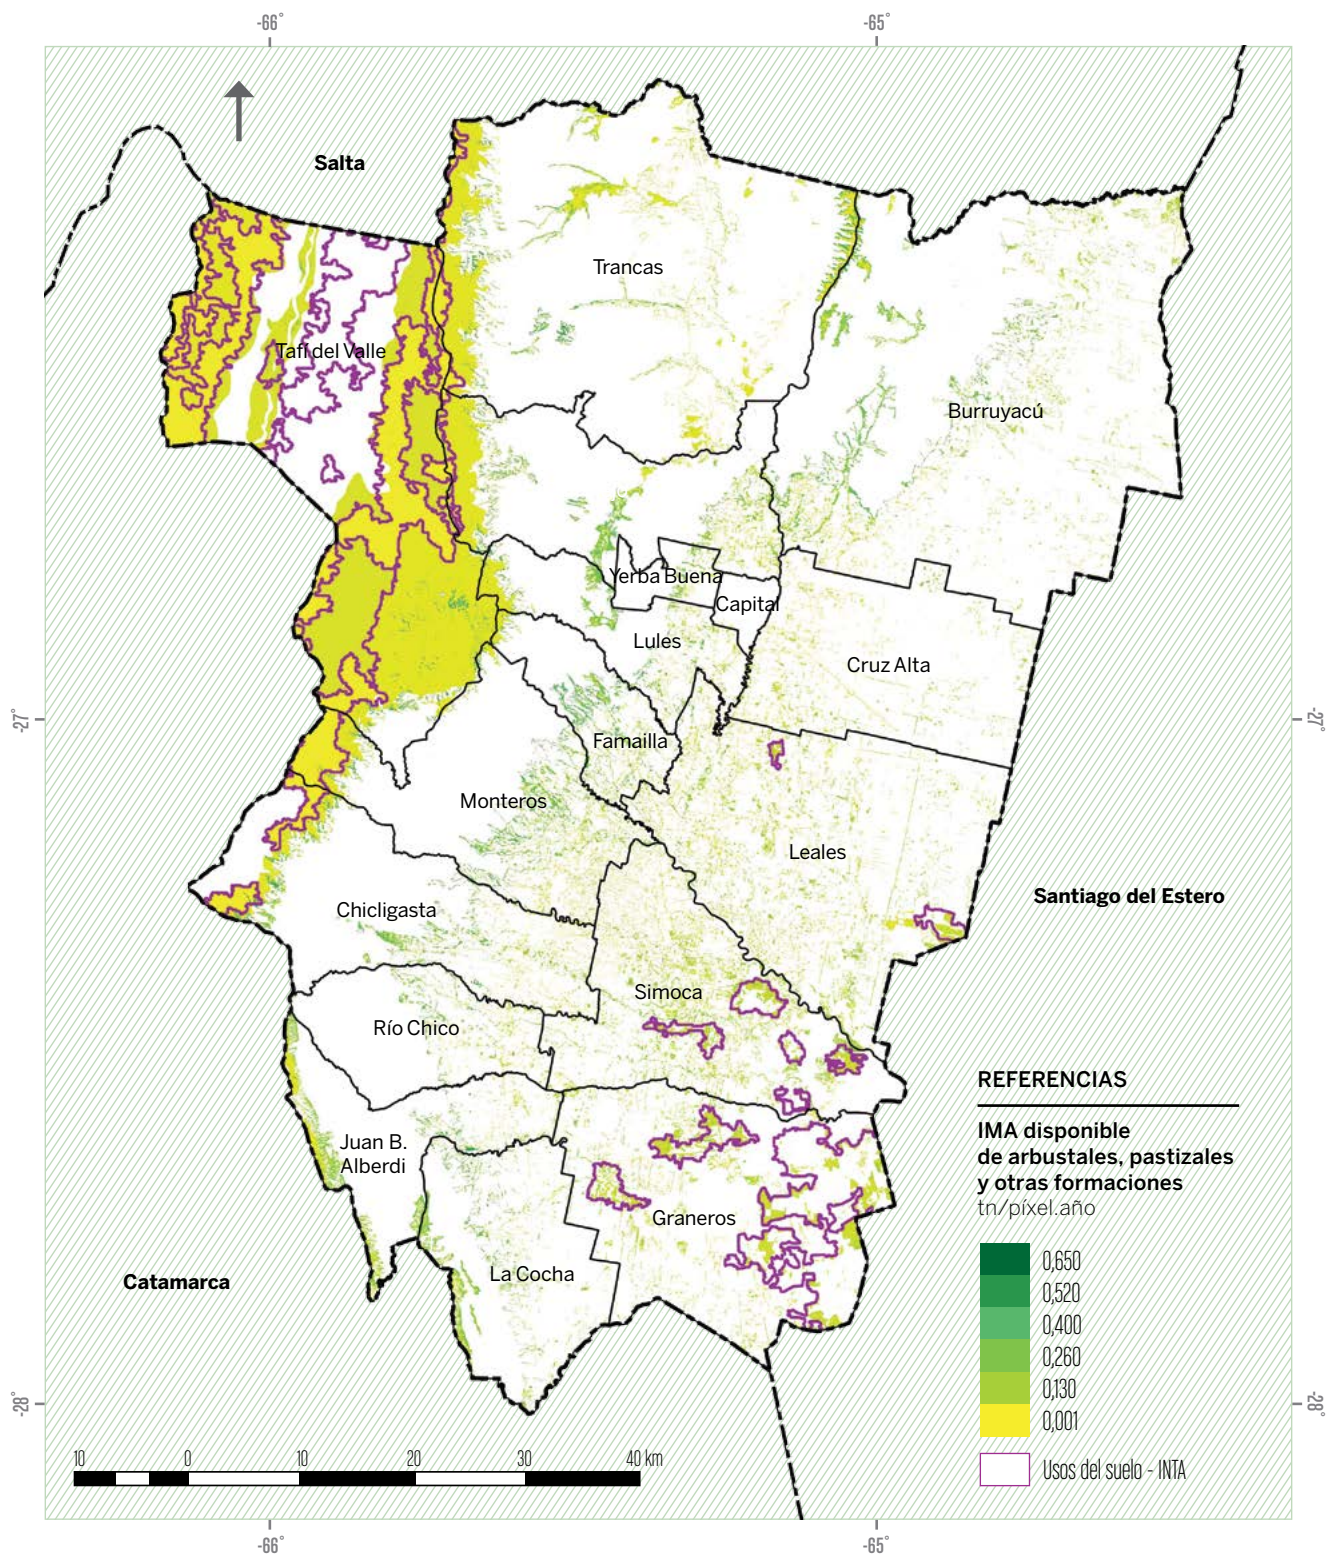 -66°
-65°
Salta
Trancas
Tafí del Valle
Burruyacú
Yerba Buena
Capital
Lules
Cruz Alta
-27°
-27°
Famailla
Monteros
Leales
Santiago del Estero
Chicligasta
Simoca
Río Chico
REFERENCIAS
IMA disponible
de arbustales, pastizales
y otras formaciones
tn/píxel.año
Juan B.
Alberdi
Graneros
La Cocha
Catamarca
0,650
0,520
0,400
0,260
0,130
0,001
Usos del suelo - INTA
-28°
-28°
10 0 10 20 30 40 km
-66°
-65°